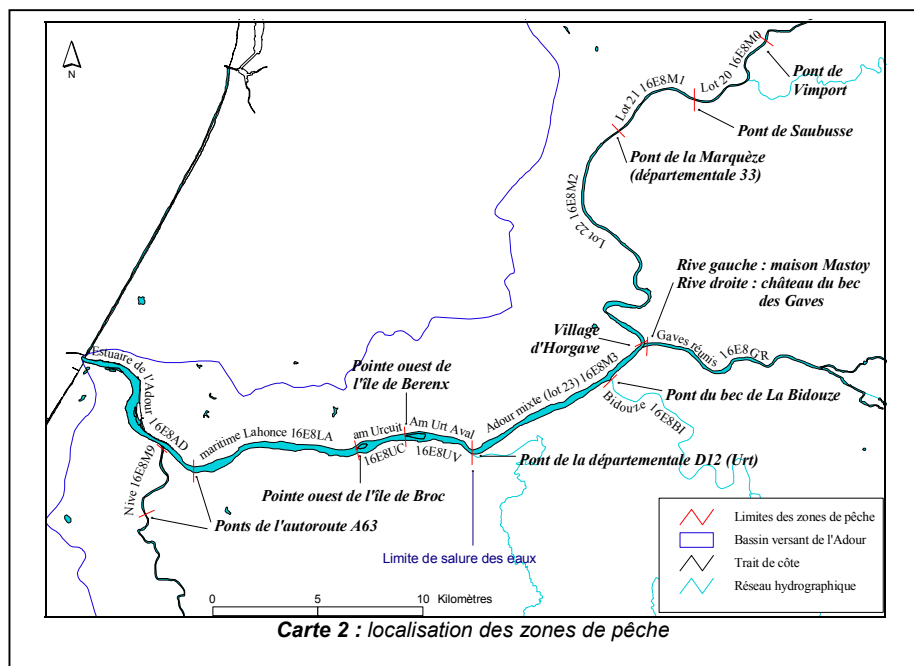 N
Lot 20 16E8M0
Pont de
Vimport
Lot 21 16E8M1
Pont de Saubusse
Pont de la Marquèze
(départementale 33)
Lot 22 16E8M2
Rive gauche : maison Mastoy
Rive droite : château du bec
des Gaves
Village
d'Horgave
Gaves réunis 16E8GR
Estuaire de l'Adour
16E8AD
Pointe ouest de
l'île de Berenx
Adour mixte (lot 23) 16E8M3
Pont du bec de La Bidouze
Bidouze 16E8BI
maritime Lahonce 16E8LA
am Urcuit
16E8UC
Am Urt Aval
16E8UV
Pont de la départementale D12 (Urt)
Nive 16E8M9
Pointe ouest de l'île de Broc
Ponts de l'autoroute A63
Limite de salure des eaux
Limites des zones de pêche
Bassin versant de l'Adour
Trait de côte
Réseau hydrographique
0 5 10 Kilomètres
Carte 2 : localisation des zones de pêche